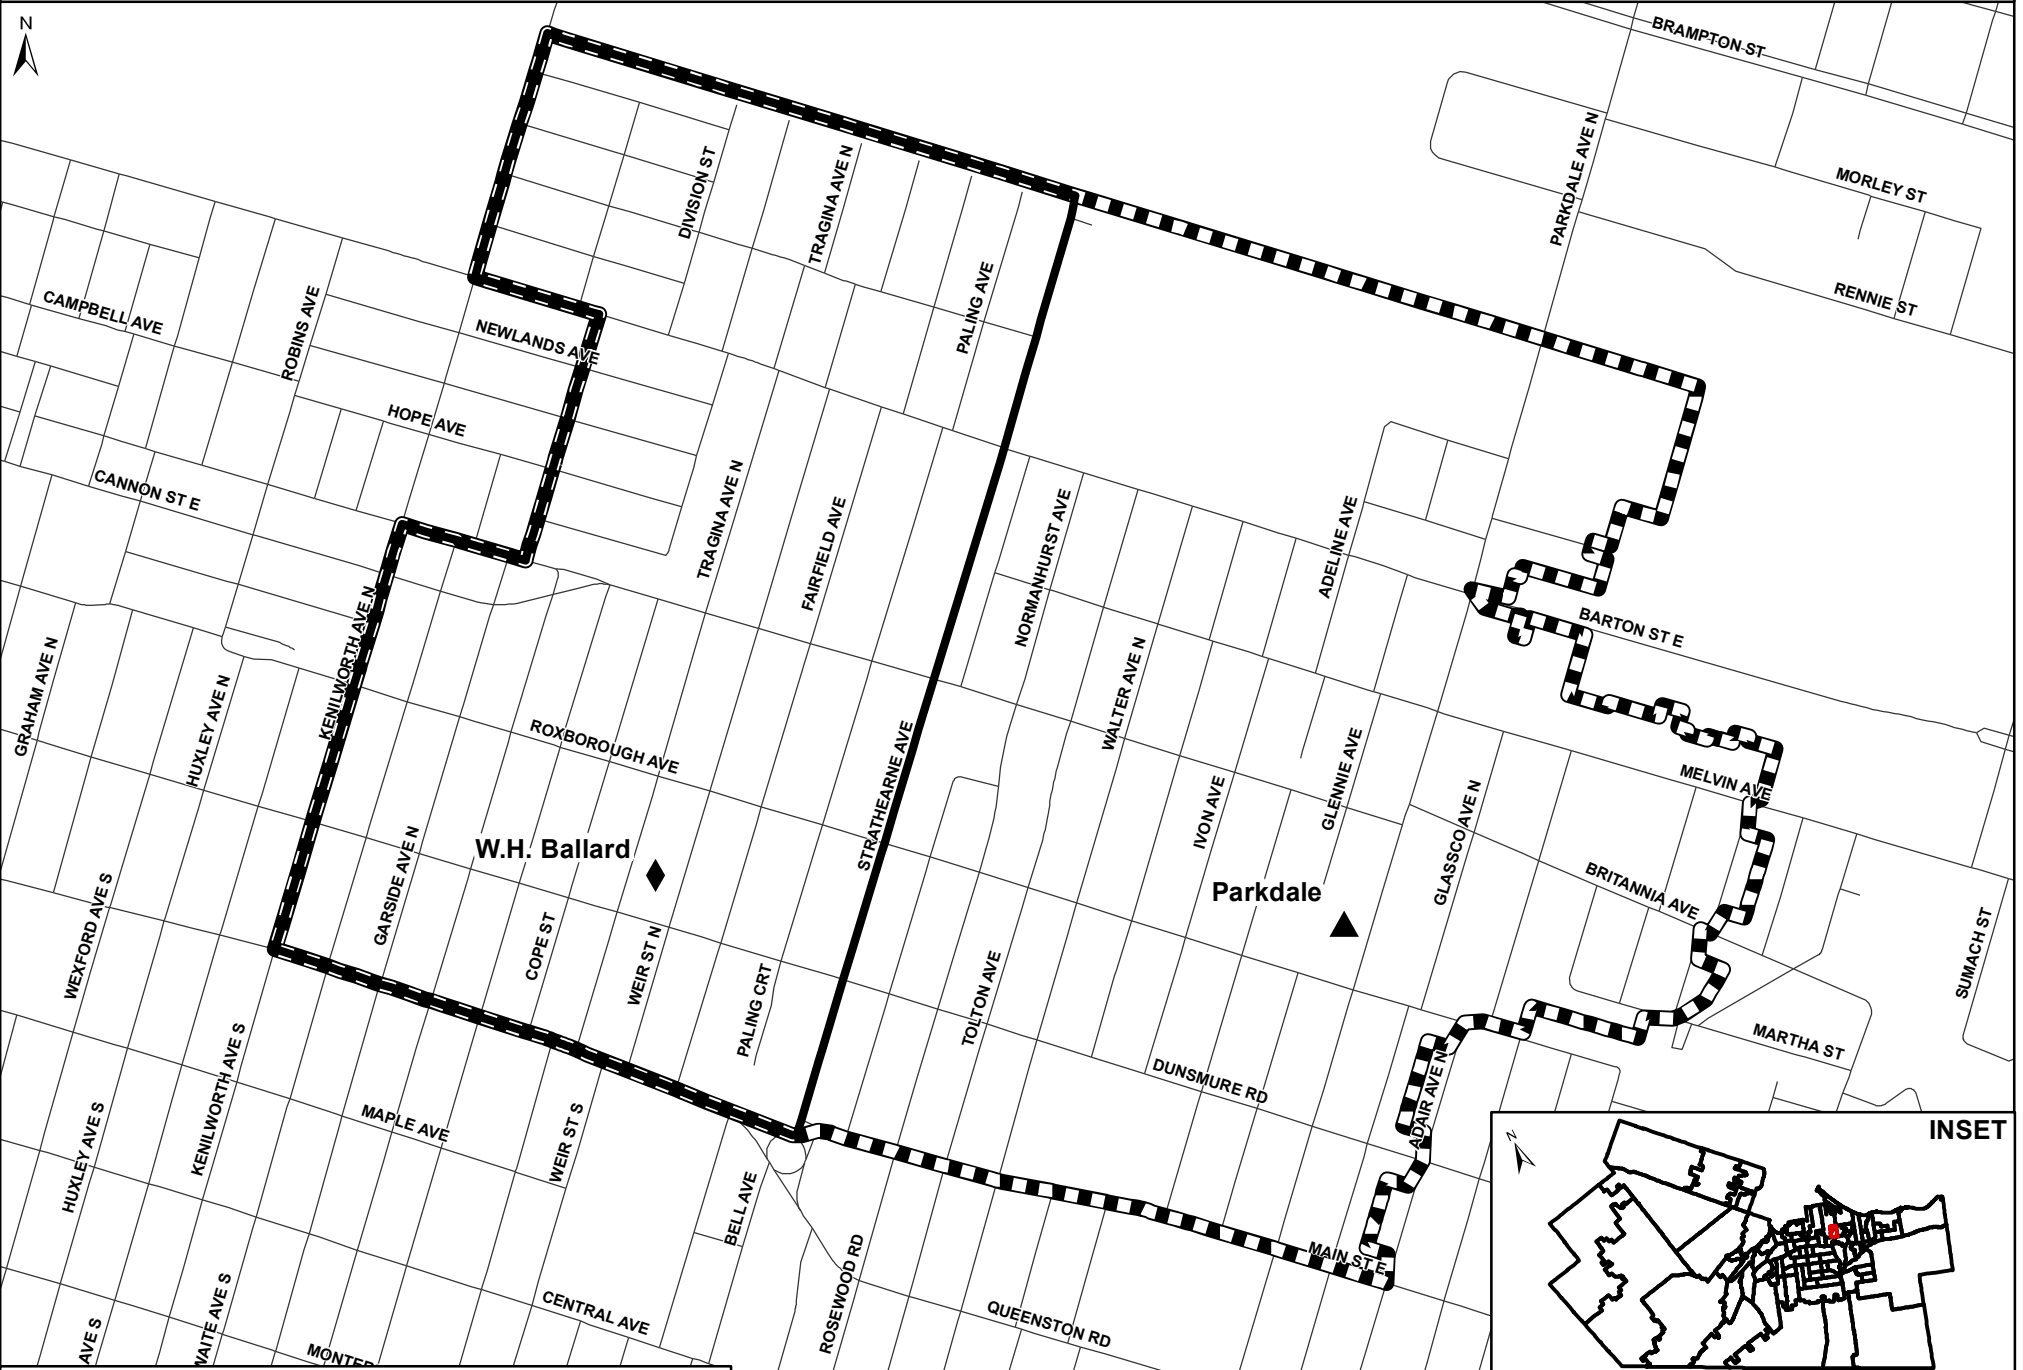 N
BRAMPTON ST
DIVISION ST
TRAGINA AVE N
PARKDALE AVE N
MORLEY ST
CAMPBELL AVE
ROBINS AVE
NEWLANDS AVE
PALING AVE
RENNIE ST
HOPE AVE
CANNON ST E
TRAGINA AVE N
FAIRFIELD AVE
NORMANHURST AVE
ADELINE AVE
BARTON ST E
GRAHAM AVE N
HUXLEY AVE N
KENILWORTH AVE N
ROXBOROUGH AVE
STRATHEARNE AVE
WALTER AVE N
IVON AVE
GLENNIE AVE
GLASSCO AVE N
MELVIN AVE
W.H. Ballard
Parkdale
BRITANNIA AVE
WEXFORD AVE S
GARSIDE AVE N
COPE ST
WEIR ST N
PALING CRT
TOLTON AVE
SUMACH ST
MARTHA ST
DUNSMURE RD
ADAIR AVE N
HUXLEY AVE S
KENILWORTH AVE S
MAPLE AVE
WEIR ST S
BELL AVE
ROSEWOOD RD
MAIN ST E
INSET
N
CENTRAL AVE
QUEENSTON RD
AVE S
WAITE AVE S
MONTER